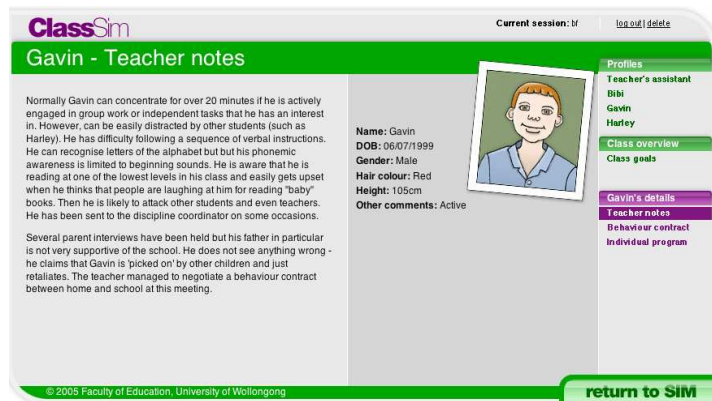 ClassSim
Current session: bf
log out | delete
Gavin - Teacher notes
Normally Gavin can concentrate for over 20 minutes if he is actively
engaged in group work or independent tasks that he has an interest
in. However, can be easily distracted by other students (such as
Harley). He has difficulty following a sequence of verbal instructions.
He can recognise letters of the alphabet but but his phonemic
awareness is limited to beginning sounds. He is aware that he is
reading at one of the lowest levels in his class and easily gets upset
when he thinks that people are laughing at him for reading "baby"
books. Then he is likely to attack other students and even teachers.
He has been sent to the discipline coordinator on some occasions.
Several parent interviews have been held but his father in particular
is not very supportive of the school. He does not see anything wrong -
he claims that Gavin is 'picked on' by other children and just
retaliates. The teacher managed to negotiate a behaviour contract
between home and school at this meeting.
Name: Gavin
DOB: 06/07/1999
Gender: Male
Hair colour: Red
Height: 105cm
Other comments: Active
Profiles
Teacher's assistant
Bibi
Gavin
Harley
Class overview
Class goals
Gavin's details
Teacher notes
Behaviour contract
Individual program
© 2005 Faculty of Education, University of Wollongong
return to SIM